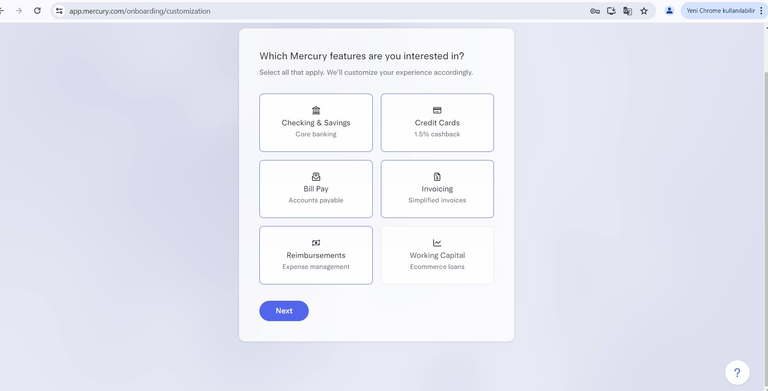 app.mercury.com/onboarding/customization
Yeni Chrome kullanılabilir
Which Mercury features are you interested in?
Select all that apply. We'll customize your experience accordingly.
Checking & Savings
Core banking
Credit Cards
1.5% cashback
Bill Pay
Accounts payable
Invoicing
Simplified invoices
Reimbursements
Expense management
Working Capital
Ecommerce loans
Next
?